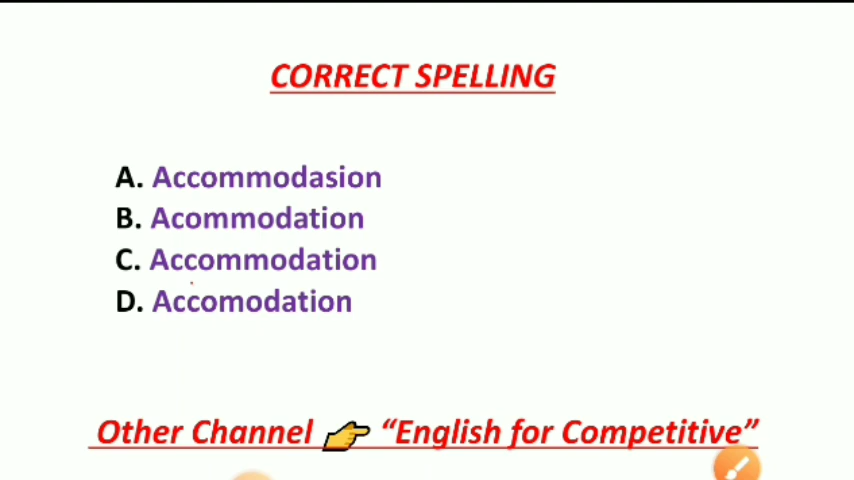 CORRECT SPELLING
A. Accommodasion
B. Acommodation
C. Accommodation
D. Accomodation
Other Channel 👉 “English for Competitive”